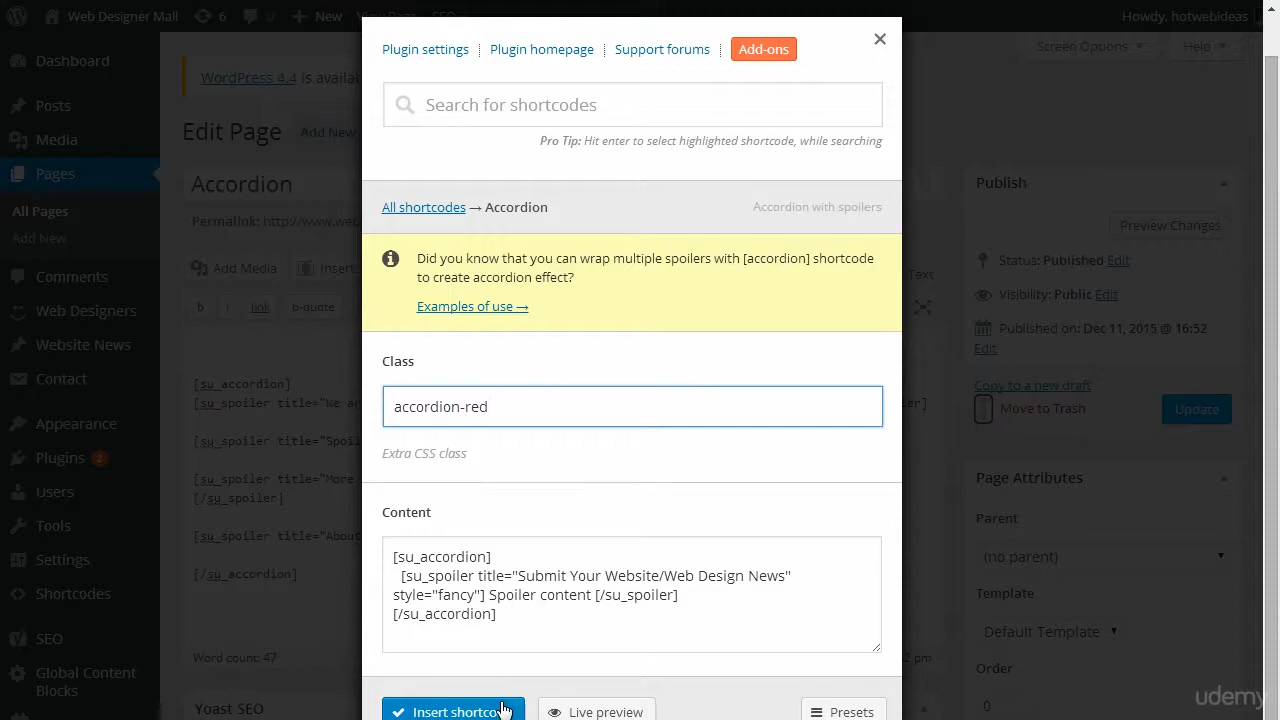 Web Designer Mall
6
0
New
View Page
SEO
Howdy, hotwebideas
Dashboard
Posts
Media
Pages
All Pages
Add New
Comments
Web Designers
Website News
Contact
Appearance
Plugins 2
Users
Tools
Settings
Shortcodes
SEO
Global Content
Blocks
Screen Options
Help
WordPress 4.4 is availa
Edit Page
Add New
Accordion
Permalink: http://www.web
Add Media
Insert
Text
b
i
link
b-quote
[su_accordion]
[su_spoiler title="We ar
er]
[su_spoiler title="Spoil
[su_spoiler title="More
[/su_spoiler]
[su_spoiler title="About
[/su_accordion]
Word count: 47
2 pm
Yoast SEO
Plugin settings
Plugin homepage
Support forums
Add-ons
Search for shortcodes
Pro Tip: Hit enter to select highlighted shortcode, while searching
All shortcodes → Accordion
Accordion with spoilers
Did you know that you can wrap multiple spoilers with [accordion] shortcode
to create accordion effect?
Examples of use →
Class
accordion-red
Extra CSS class
Content
[su_accordion]
[su_spoiler title="Submit Your Website/Web Design News"
style="fancy"] Spoiler content [/su_spoiler]
[/su_accordion]
Insert shortco
Live preview
Presets
Publish
Preview Changes
Status: Published Edit
Visibility: Public Edit
Published on: Dec 11, 2015 @ 16:52
Edit
Copy to a new draft
Move to Trash
Update
Page Attributes
Parent
(no parent)
Template
Default Template
Order
0
udemy